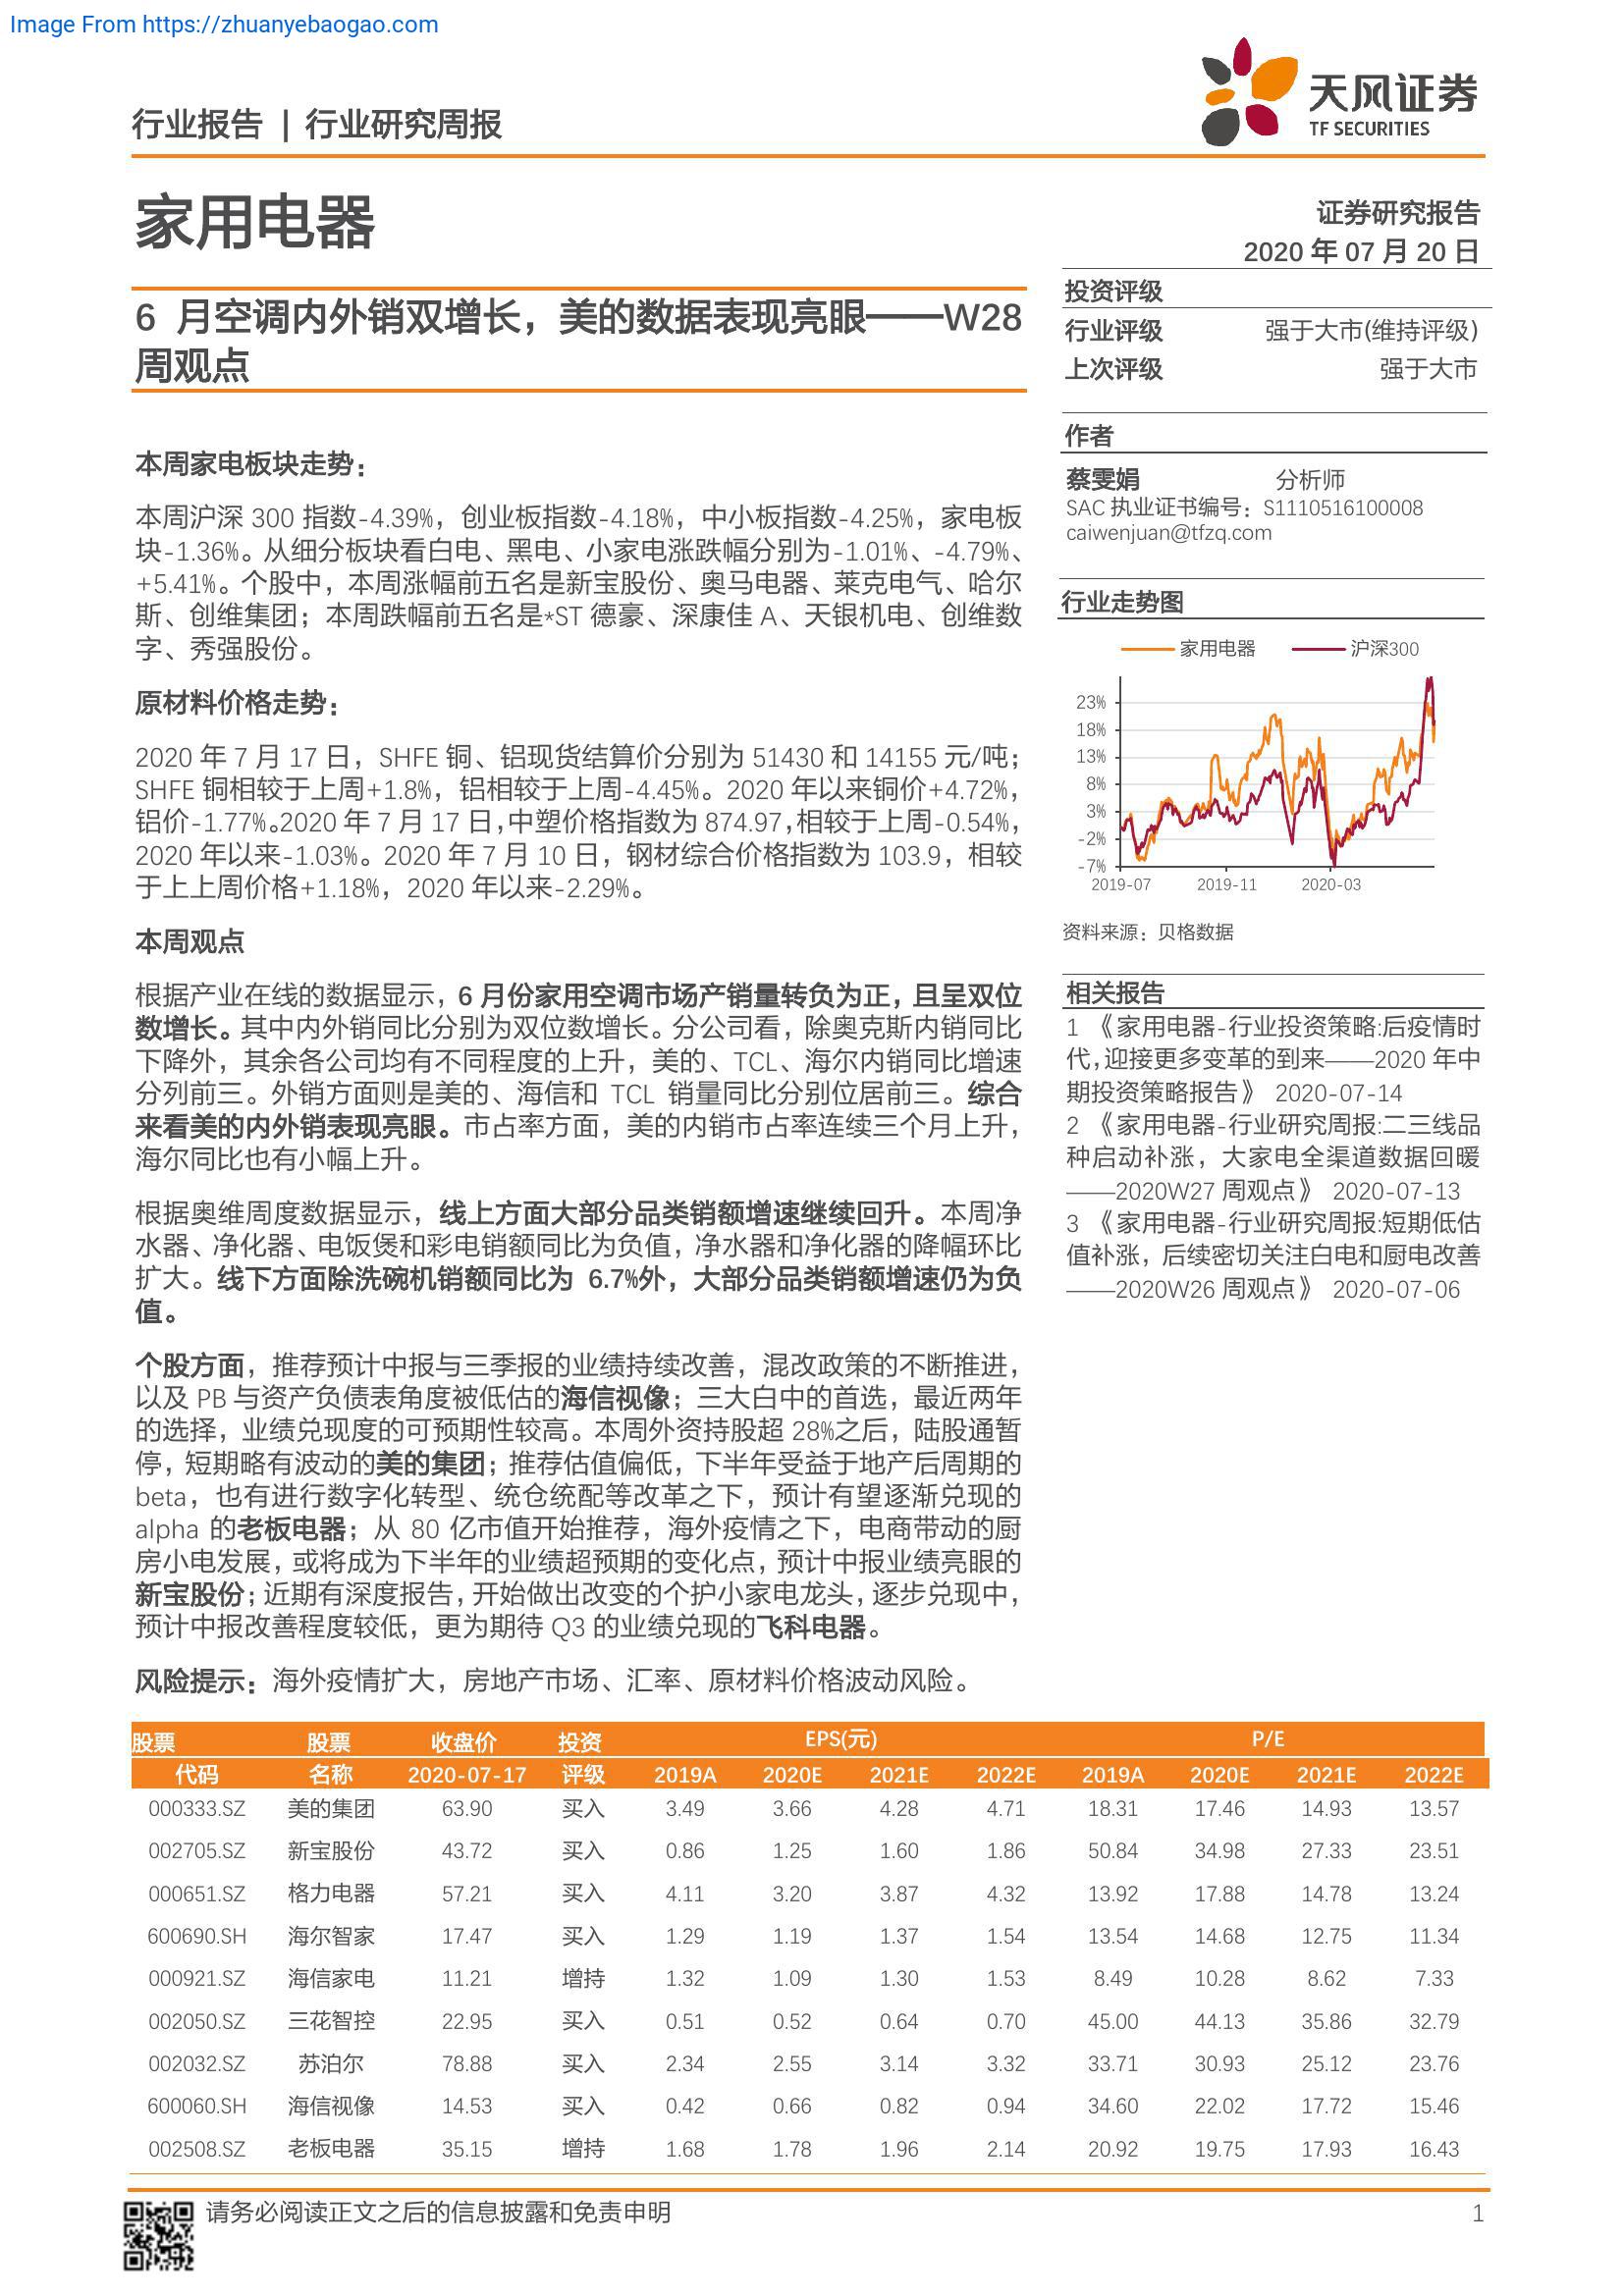 Image From https://zhuanyebaogao.com
行业报告 | 行业研究周报
天风证券
TF SECURITIES
家用电器
证券研究报告
2020 年 07 月 20 日
6 月空调内外销双增长，美的数据表现亮眼——W28
周观点
本周家电板块走势：
本周沪深 300 指数-4.39%，创业板指数-4.18%，中小板指数-4.25%，家电板
块-1.36%。从细分板块看白电、黑电、小家电涨跌幅分别为-1.01%、-4.79%、
+5.41%。个股中，本周涨幅前五名是新宝股份、奥马电器、莱克电气、哈尔
斯、创维集团；本周跌幅前五名是*ST 德豪、深康佳 A、天银机电、创维数
字、秀强股份。
原材料价格走势：
2020 年 7 月 17 日，SHFE 铜、铝现货结算价分别为 51430 和 14155 元/吨；
SHFE 铜相较于上周+1.8%，铝相较于上周-4.45%。2020 年以来铜价+4.72%，
铝价-1.77%。2020 年 7 月 17 日，中塑价格指数为 874.97，相较于上周-0.54%，
2020 年以来-1.03%。2020 年 7 月 10 日，钢材综合价格指数为 103.9，相较
于上上周价格+1.18%，2020 年以来-2.29%。
本周观点
根据产业在线的数据显示，6 月份家用空调市场产销量转负为正，且呈双位
数增长。其中内外销同比分别为双位数增长。分公司看，除奥克斯内销同比
下降外，其余各公司均有不同程度的上升，美的、TCL、海尔内销同比增速
分列前三。外销方面则是美的、海信和 TCL 销量同比分别位居前三。综合
来看美的内外销表现亮眼。市占率方面，美的内销市占率连续三个月上升，
海尔同比也有小幅上升。
根据奥维周度数据显示，线上方面大部分品类销额增速继续回升。本周净
水器、净化器、电饭煲和彩电销额同比为负值，净水器和净化器的降幅环比
扩大。线下方面除洗碗机销额同比为 6.7%外，大部分品类销额增速仍为负
值。
个股方面，推荐预计中报与三季报的业绩持续改善，混改政策的不断推进，
以及 PB 与资产负债表角度被低估的海信视像；三大白中的首选，最近两年
的选择，业绩兑现度的可预期性较高。本周外资持股超 28%之后，陆股通暂
停，短期略有波动的美的集团；推荐估值偏低，下半年受益于地产后周期的
beta，也有进行数字化转型、统仓统配等改革之下，预计有望逐渐兑现的
alpha 的老板电器；从 80 亿市值开始推荐，海外疫情之下，电商带动的厨
房小电发展，或将成为下半年的业绩超预期的变化点，预计中报业绩亮眼的
新宝股份；近期有深度报告，开始做出改变的个护小家电龙头，逐步兑现中，
预计中报改善程度较低，更为期待 Q3 的业绩兑现的飞科电器。
风险提示：海外疫情扩大，房地产市场、汇率、原材料价格波动风险。
投资评级
行业评级 强于大市(维持评级)
上次评级 强于大市
作者
蔡雯娟 分析师
SAC 执业证书编号：S1110516100008
caiwenjuan@tfzq.com
行业走势图
家用电器 沪深300
23%
18%
13%
8%
3%
-2%
-7%
2019-07 2019-11 2020-03
资料来源：贝格数据
相关报告
1 《家用电器-行业投资策略:后疫情时
代，迎接更多变革的到来——2020 年中
期投资策略报告》 2020-07-14
2 《家用电器-行业研究周报:二三线品
种启动补涨，大家电全渠道数据回暖
——2020W27 周观点》 2020-07-13
3 《家用电器-行业研究周报:短期低估
值补涨，后续密切关注白电和厨电改善
——2020W26 周观点》 2020-07-06
股票 股票 收盘价 投资 EPS(元) P/E
代码 名称 2020-07-17 评级 2019A 2020E 2021E 2022E 2019A 2020E 2021E 2022E
000333.SZ 美的集团 63.90 买入 3.49 3.66 4.28 4.71 18.31 17.46 14.93 13.57
002705.SZ 新宝股份 43.72 买入 0.86 1.25 1.60 1.86 50.84 34.98 27.33 23.51
000651.SZ 格力电器 57.21 买入 4.11 3.20 3.87 4.32 13.92 17.88 14.78 13.24
600690.SH 海尔智家 17.47 买入 1.29 1.19 1.37 1.54 13.54 14.68 12.75 11.34
000921.SZ 海信家电 11.21 增持 1.32 1.09 1.30 1.53 8.49 10.28 8.62 7.33
002050.SZ 三花智控 22.95 买入 0.51 0.52 0.64 0.70 45.00 44.13 35.86 32.79
002032.SZ 苏泊尔 78.88 买入 2.34 2.55 3.14 3.32 33.71 30.93 25.12 23.76
600060.SH 海信视像 14.53 买入 0.42 0.66 0.82 0.94 34.60 22.02 17.72 15.46
002508.SZ 老板电器 35.15 增持 1.68 1.78 1.96 2.14 20.92 19.75 17.93 16.43
请务必阅读正文之后的信息披露和免责申明 1